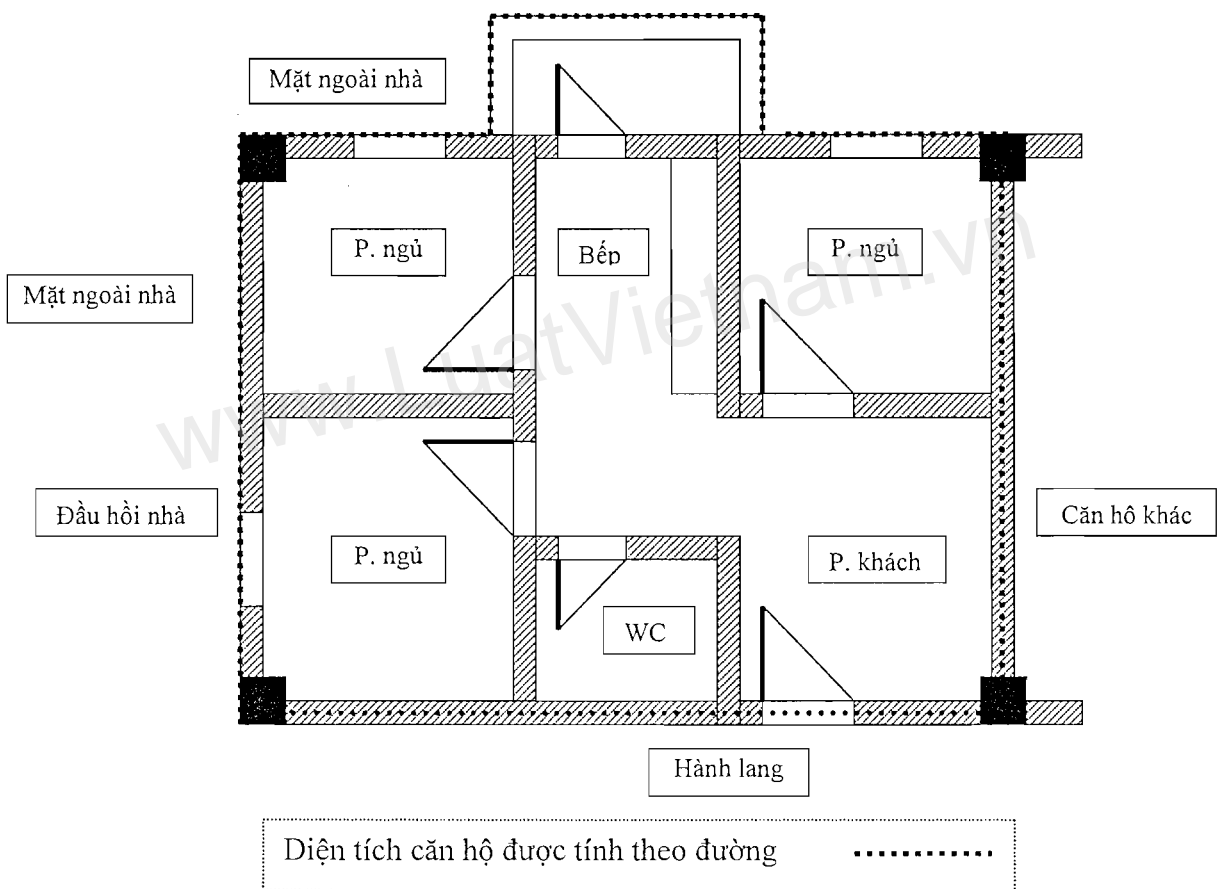 Mặt ngoài nhà
P. ngủ
Bếp
P. ngủ
Mặt ngoài nhà
www.LuatVietnam.vn
Đầu hồi nhà
Căn hô khác
P. ngủ
P. khách
WC
Hành lang
Diện tích căn hộ được tính theo đường